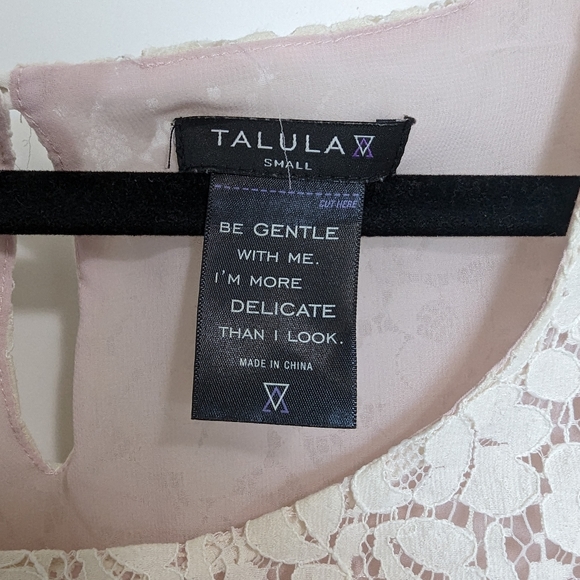 TALULA
SMALL
CUT HERE
BE GENTLE
WITH ME.
I'M MORE
DELICATE
THAN I LOOK.
MADE IN CHINA